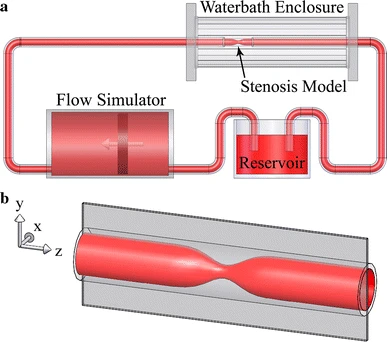 a
Waterbath Enclosure
Stenosis Model
Flow Simulator
Reservoir
b
y
x
z